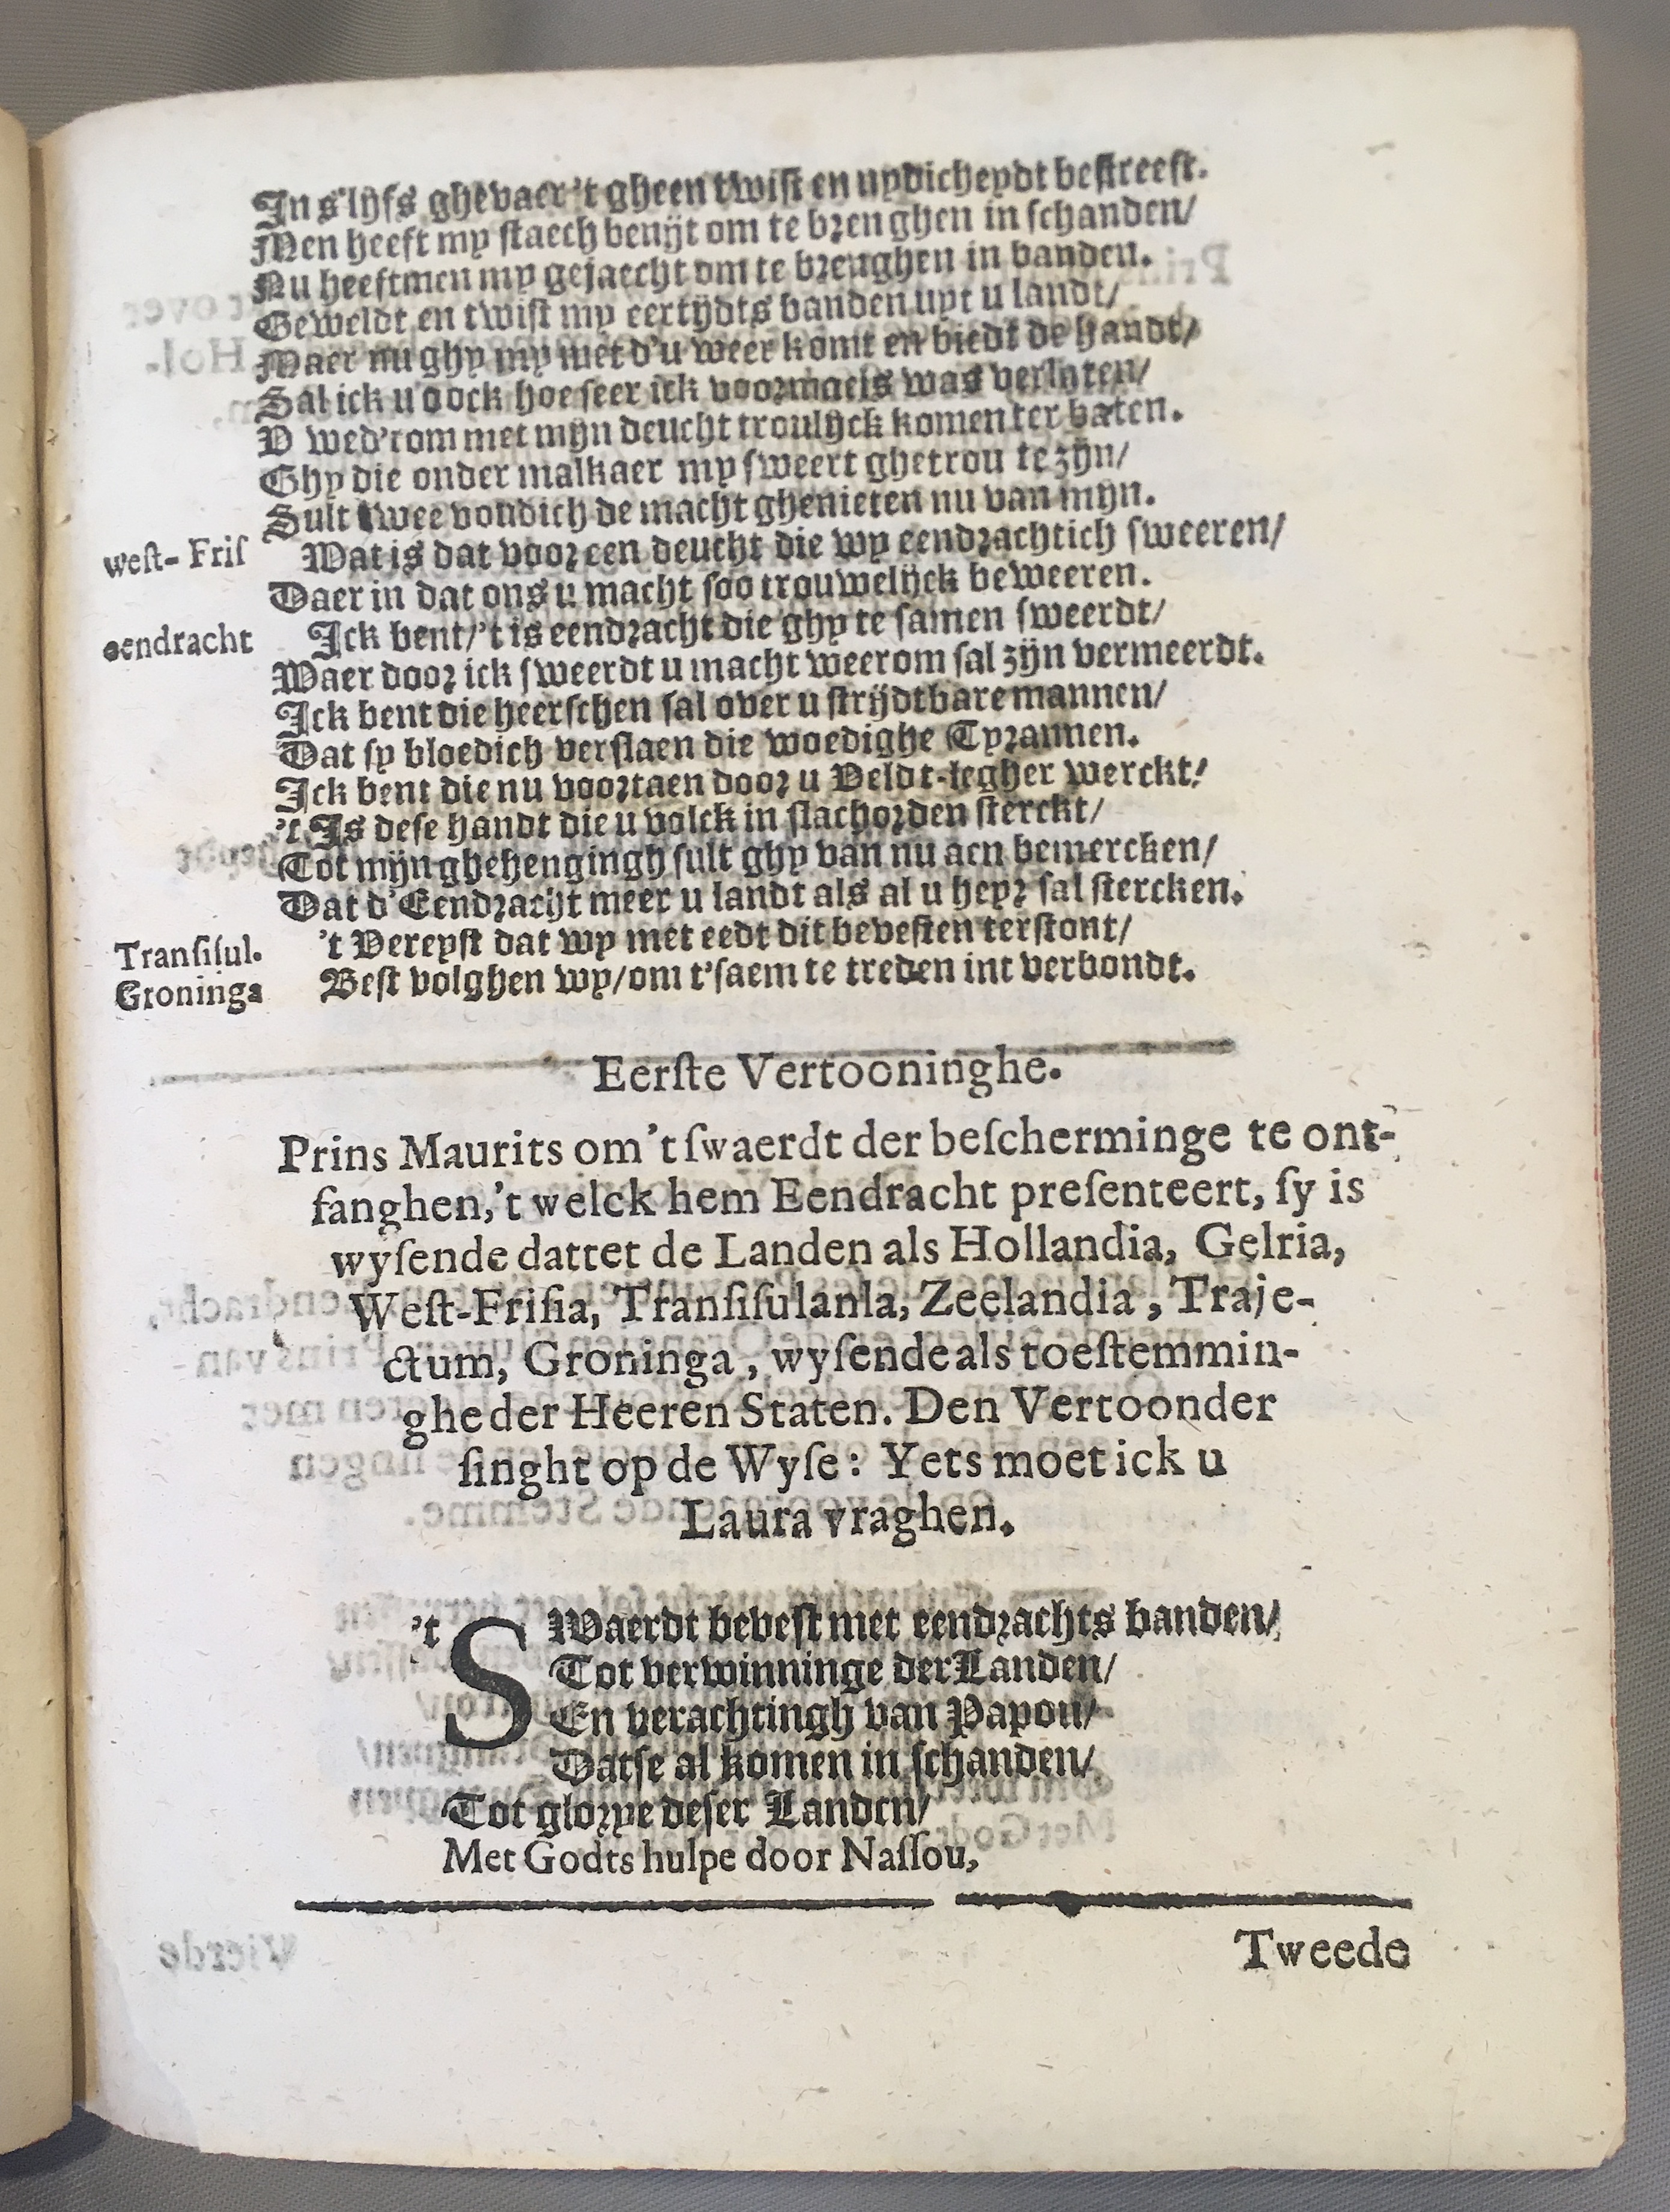 In s'lijfs ghevaer 't gheen twist en nydicheydt bestreeft.
Men heeft my staech benijt om te brenghen in schanden/
Nu heeftmen my gejaecht om te brenghen in banden.
Geweldt en twist my eertijdts banden uyt u landt/
Maer nu ghy my met d'u weer komt en biedt de handt/
Sal ick u oock hoe seer ick voormaels was verlaten/
V wed'rom met mijn deucht troulijck komen ter baten.
Ghy die onder malkaer my sweert ghetrou te zijn/
Sult twee voudich de macht ghenieten nu van mijn.
west-Fris Wat is dat voor een deucht die wy eendrachtich sweeren/
Daer in dat ons u macht soo trouwelijck beweeren.
eendracht Ick bent/'t is eendracht die ghy te samen sweerdt/
Waer door ick sweerdt u macht weerom sal zijn vermeerdt.
Ick bent die heerschen sal over u strijdtbare mannen/
Dat sy bloedich verslaen die woedighe Tyrannen.
Ick bent die nu voortaen door u Veldt-legher werckt/
't Is dese handt die u volck in slachorden sterckt/
Tot mijn ghehengingh sult ghy van nu aen bemercken/
Dat d'Eendracht meer u landt als al u heyr sal stercken.
Transisul. 't Vereyst dat wy met eedt dit bevesten terstont/
Groninga Best volghen wy/om t'saem te treden int verbondt.
Eerste Vertooninghe.
Prins Maurits om 't swaerdt der bescherminge te ont-
fanghen,'t welck hem Eendracht presenteert, sy is
wysende dattet de Landen als Hollandia, Gelria,
West-Frisia, Transisulania, Zeelandia, Traje-
ctum, Groninga, wysende als toestemmin-
ghe der Heeren Staten. Den Vertoonder
singht op de Wyse: Yets moet ick u
Laura vraghen.
't SWaerdt bevest met eendrachts banden/
Tot verwinninge der Landen/
En verachtingh van Papou/
Datse al komen in schanden/
Tot glorye deser Landen/
Met Godts hulpe door Nassou,
Tweede